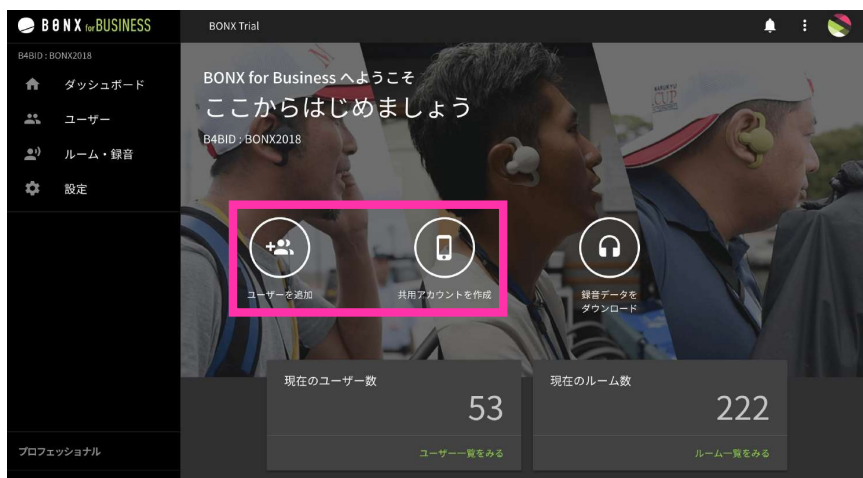 BONX for BUSINESS
BONX Trial
B4BID : BONX2018
ダッシュボード
ユーザー
ルーム・録音
設定
BONX for Business へようこそ
ここからはじめましょう
B4BID : BONX2018
ユーザーを追加
共用アカウントを作成
録音データを
ダウンロード
現在のユーザー数
53
ユーザー一覧をみる
現在のルーム数
222
ルーム一覧をみる
プロフェッショナル